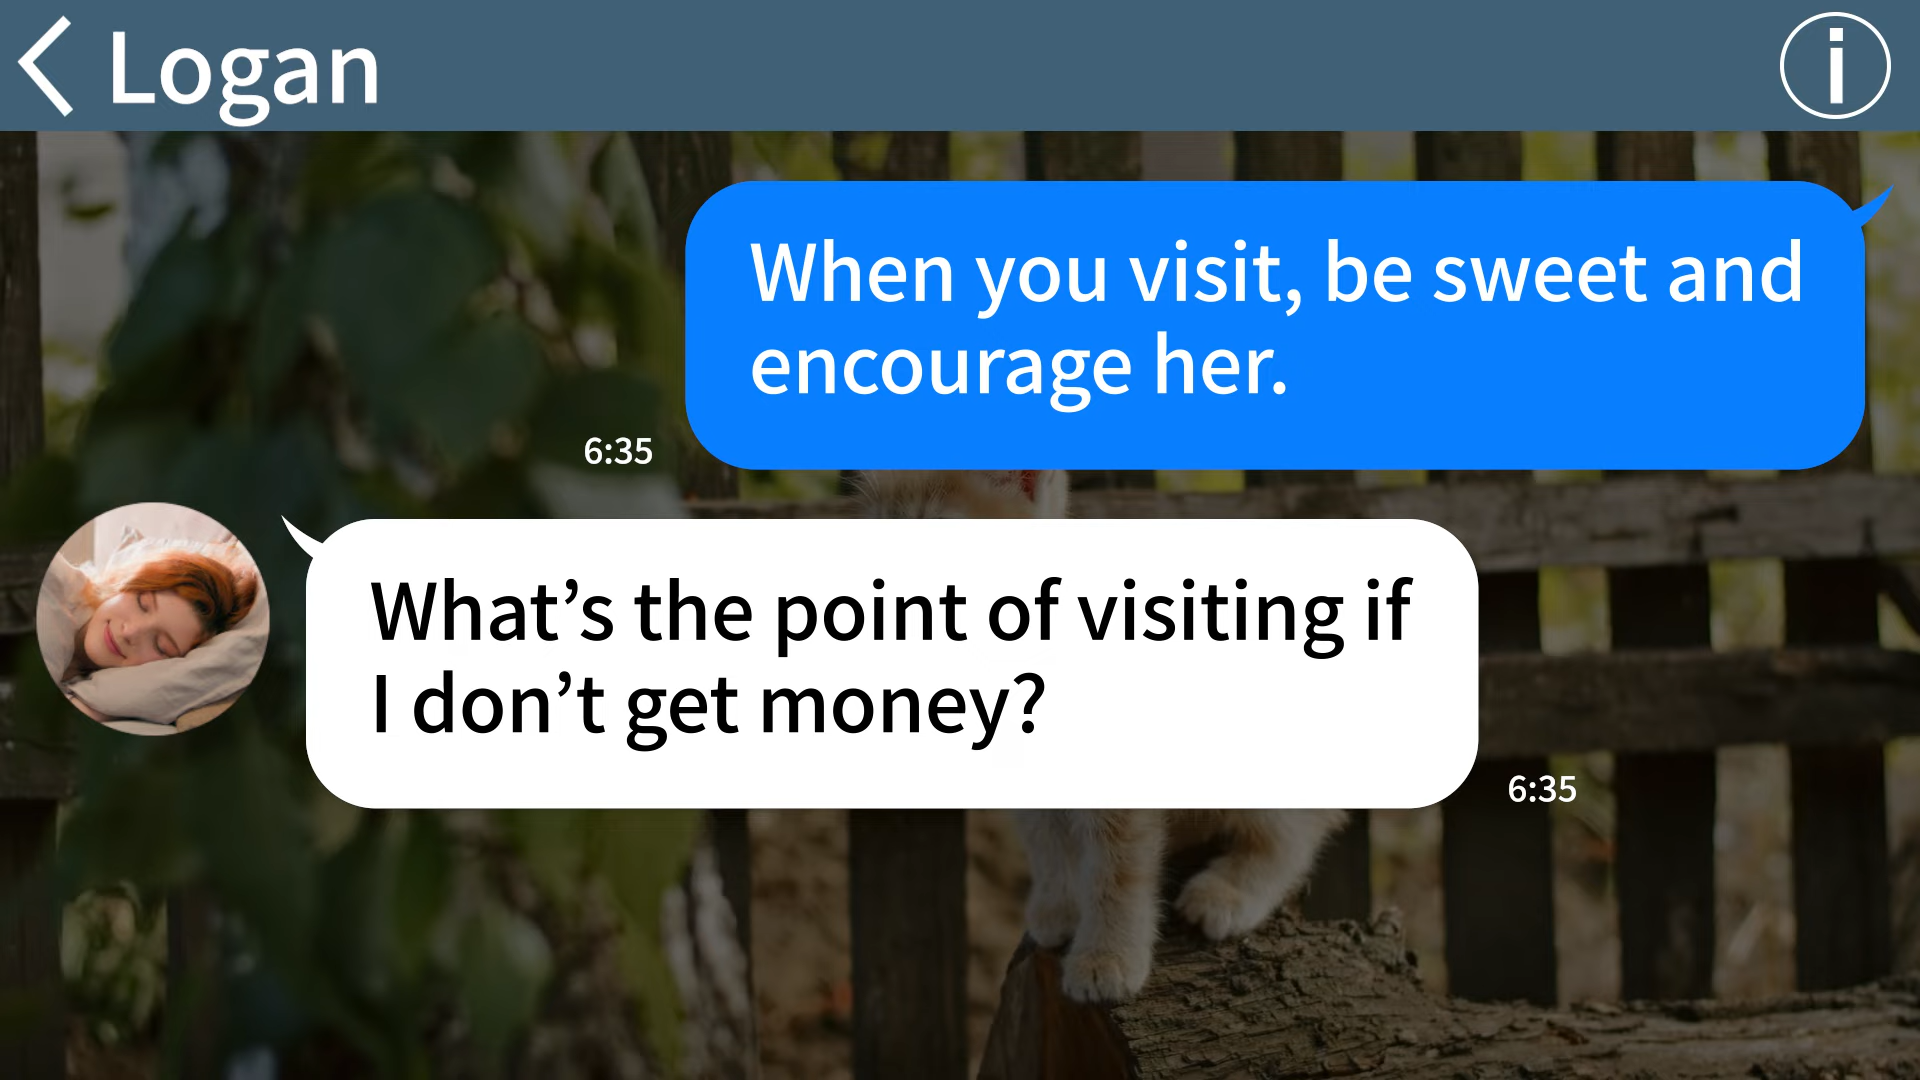 Logan
i
When you visit, be sweet and
encourage her.
6:35
What’s the point of visiting if
I don’t get money?
6:35